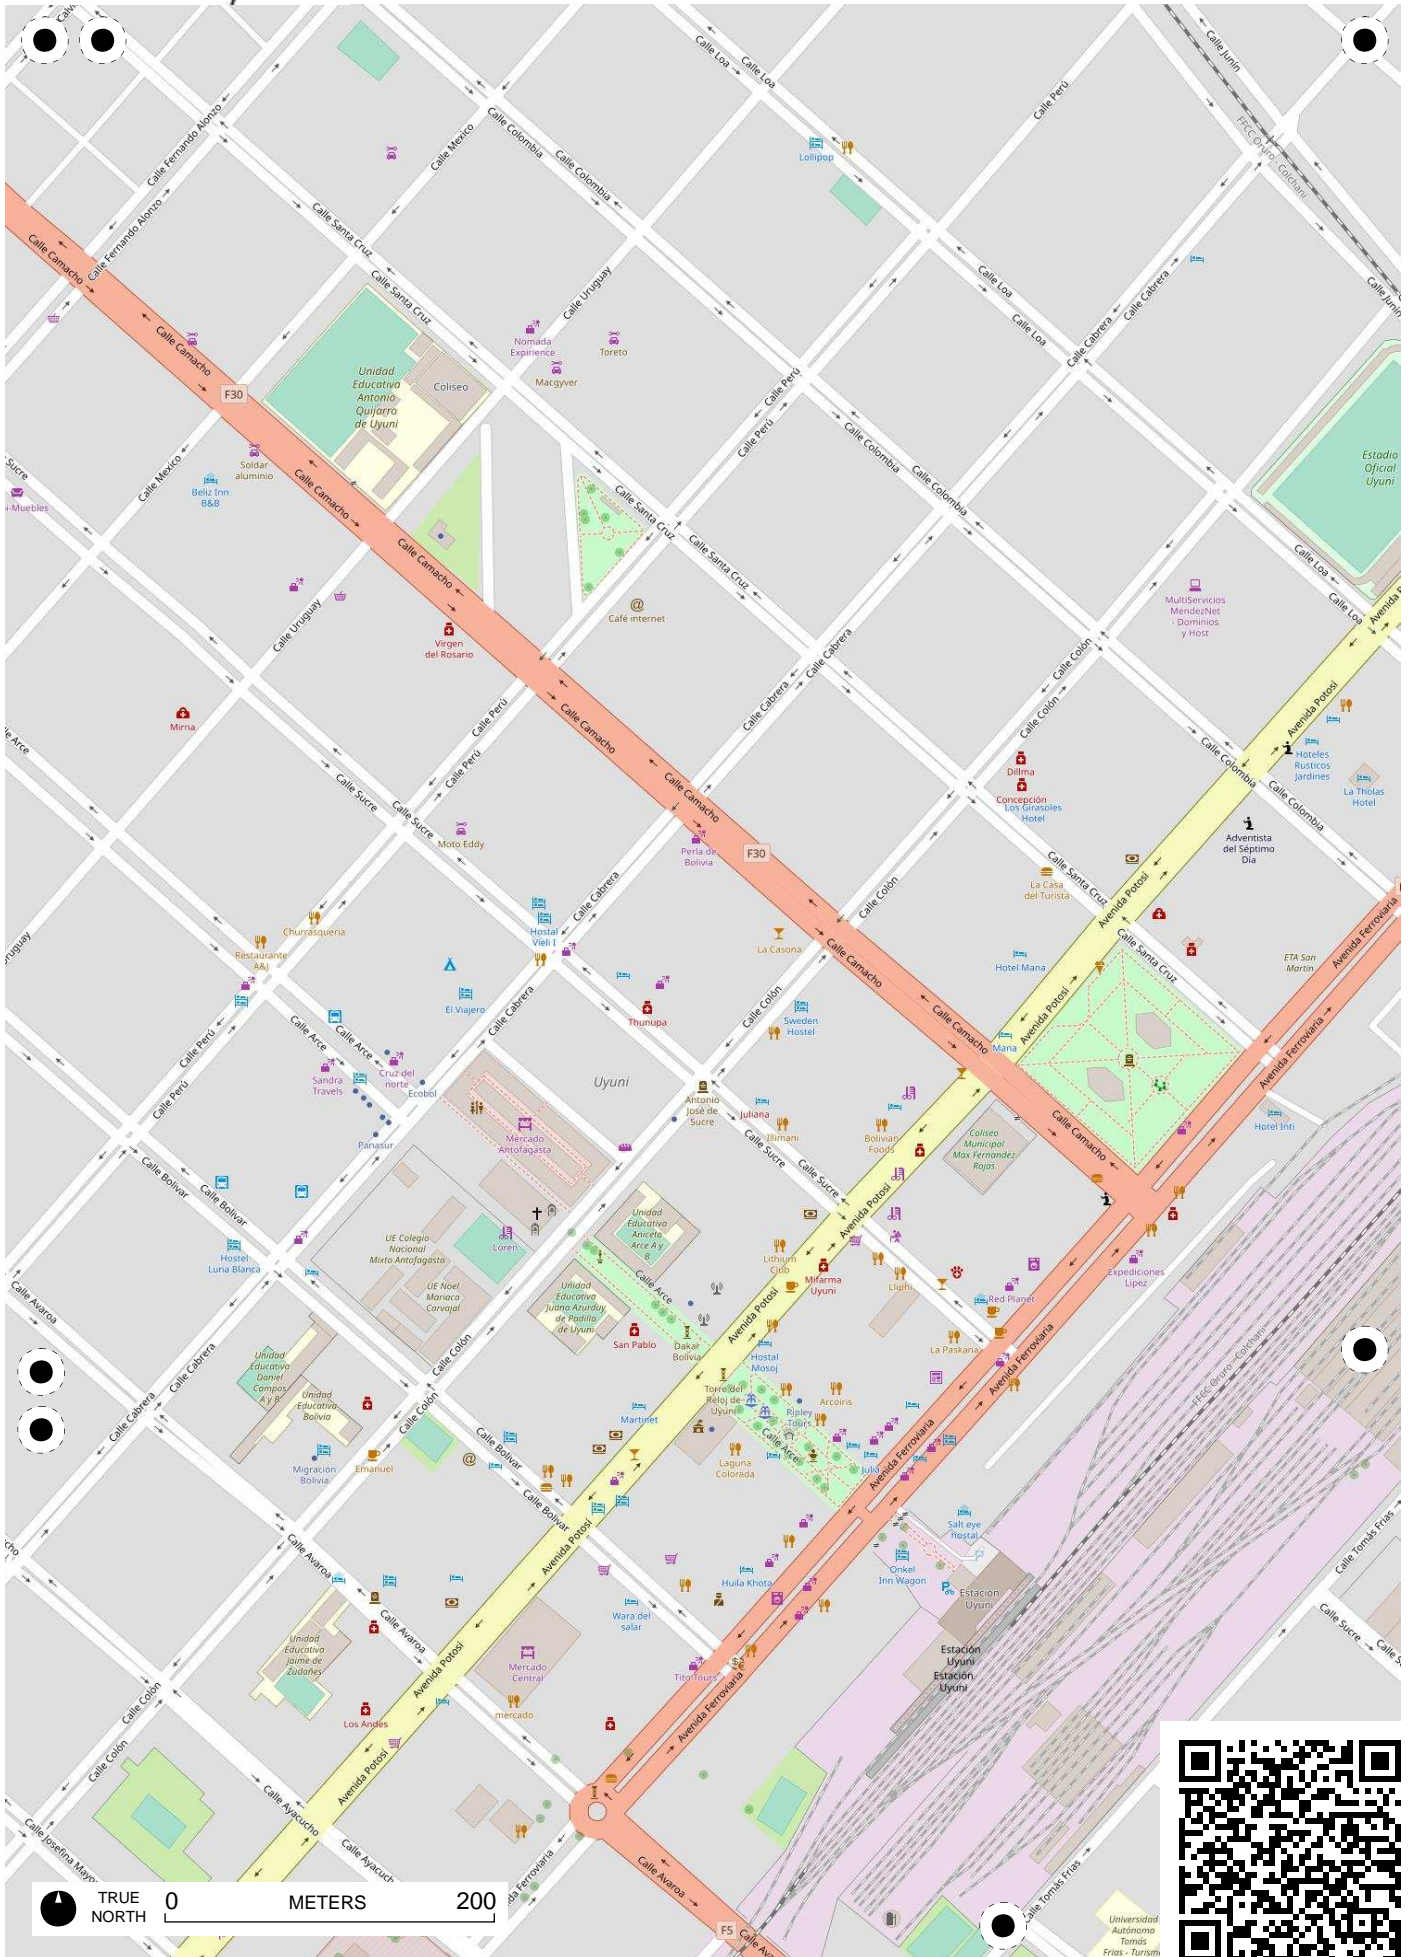 Calle Loa
Calle Loa
Calle Junín
Calle Perú
Calle Fernando Alonzo
Calle Mexico
Calle Colombia
Calle Colombia
FFCC Oruro - Colchani
Lollipop
Calle Fernando Alonzo
Calle Santa Cruz
Calle Camacho
Calle Santa Cruz
Calle Uruguay
Calle Loa
Calle Cabrera
Calle Junín
Calle Loa
Calle Cabrera
Calle Camacho
Nomada
Expirience
Toreto
Macgyver
Coliseo
Unidad
Educativa
Antonio
Quijarro
de Uyuni
F30
Calle Perú
Calle Perú
Calle Colombia
Calle Colombia
Estadio
Oficial
Uyuni
Soldar
aluminio
Beliz Inn
B&B
Calle Mexico
Sucre
i-Muebles
Calle Camacho
Calle Camacho
Calle Santa Cruz
Calle Santa Cruz
Calle Loa
Calle Loa
MultiServicios
MendezNet
- Dominios
y Host
Café internet
Calle Uruguay
Virgen
del Rosario
Calle Cabrera
Calle Cabrera
Calle Colón
Calle Colón
Avenida Potosí
Mirna
Calle Perú
Calle Perú
Calle Camacho
Calle Camacho
Calle Colombia
Calle Colombia
Hoteles
Rusticos
Jardines
La Tholas
Hotel
Dillma
Concepción
Los Girasoles
Hotel
Adventista
del Séptimo
Día
Calle Sucre
Calle Sucre
Moto Eddy
Perla de
Bolivia
F30
Calle Santa Cruz
La Casa
del Turista
Calle Cabrera
Calle Colón
Avenida Potosí
Avenida Ferroviaria
Churrasqueria
Restaurante
A&J
Hostal
Vieli I
La Casona
Calle Camacho
Hotel Mana
Calle Santa Cruz
ETA San
Martín
El Viajero
Calle Cabrera
Thunupa
Calle Colón
Sweden
Hostel
Calle Camacho
Avenida Potosí
Mana
Avenida Ferroviaria
Calle Perú
Calle Perú
Calle Arce
Calle Arce
Sandra
Travels
Cruz del
norte
Ecobol
Panasur
Uyuni
Antonio
José de
Sucre
Juliana
Illimani
Bolivian
Foods
Coliseo
Municipal
Max Fernandez
Rojas
Calle Camacho
Hotel Inti
Mercado
Antofagasta
Calle Sucre
Calle Sucre
Calle Bolivar
Calle Bolivar
Avenida Potosí
Hostel
Luna Blanca
UE Colegio
Nacional
Mixto Antofagasta
Loren
Unidad
Educativa
Aniceto
Arce A y
B
UE Noel
Mariaca
Carvajal
Calle Arce
Unidad
Educativa
Juana Azurduy
de Padilla
de Uyuni
Lithium
Club
Mifarma
Uyuni
Lliphi
Red Planet
Expediciones
Lipez
Calle Avaroa
San Pablo
Dakar
Bolivia
Avenida Potosí
Hostal
Mosoj
La Paskana
Avenida Ferroviaria
FFCC Oruro - Colchani
Calle Cabrera
Calle Cabrera
Unidad
Educativa
Daniel
Campos
A y B
Unidad
Educativa
Bolivia
Calle Colón
Calle Colón
Torre del
Reloj de
Uyuni
Ripley
Tours
Arcoiris
Martinet
Calle Arce
Laguna
Colorada
Julia
Avenida Ferroviaria
Migración
Bolivia
Emanuel
Calle Bolivar
Calle Bolivar
Avenida Potosí
Salt eye
hostal
Onkel
Inn Wagon
Estación
Uyuni
Huila Khota
Wara del
salar
Calle Avaroa
Calle Avaroa
Calle Tomás Frías
Calle Sucre
Unidad
Educativa
Jaime de
Zudañes
Mercado
Central
Tito Tours
Estación
Uyuni
Estación
Uyuni
Avenida Potosí
Avenida Ferroviaria
Calle Colón
Calle Colón
Los Andes
mercado
Avenida Potosí
Calle Ayacucho
Calle Ayacucho
Calle Josefina Mayo
Calle Avaroa
Calle Tomás Frías
F5
Universidad
Autónoma
Tomás
Frías - Turismo
TRUE
NORTH
0 METERS 200